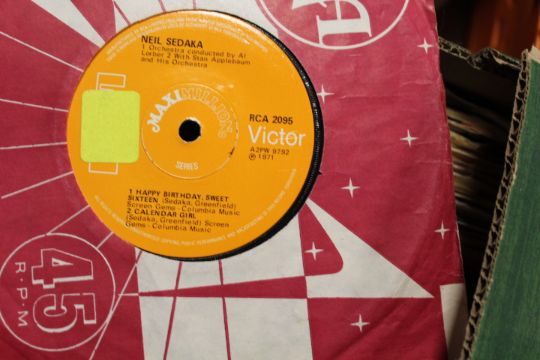 NEIL SEDAKA
1 Orchestra conducted by Al
Lorber 2 With Stan Applebaum
and His Orchestra
MAXIMILLION
SERIES
RCA 2095
Victor
A2PW 9792
℗ 1971
1 HAPPY BIRTHDAY, SWEET
SIXTEEN (Sedaka, Greenfield)
Screen Gems-Columbia Music
2 CALENDAR GIRL
(Sedaka, Greenfield) Screen
Gems-Columbia Music
45
R·P·M